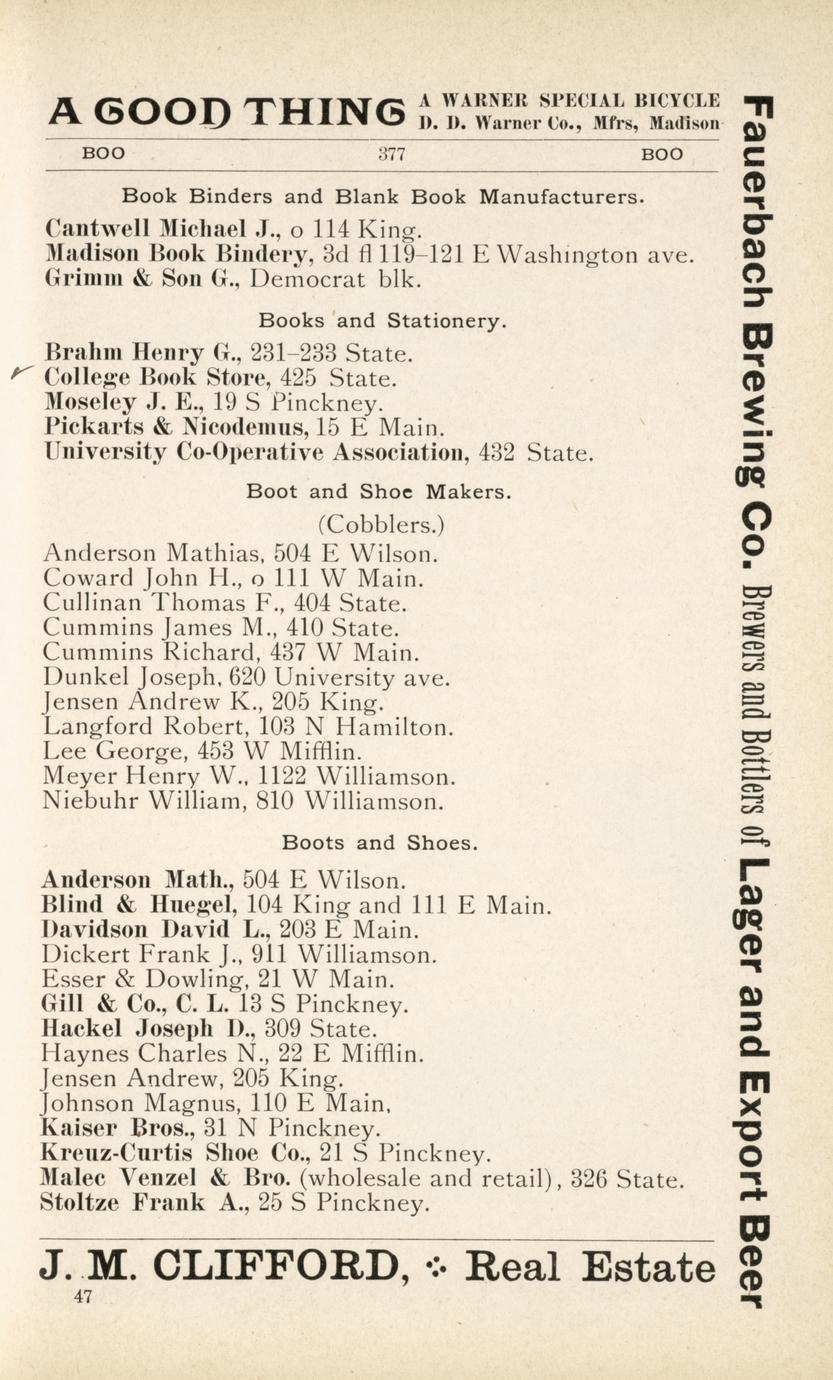 A GOOD THING A WARNER SPECIAL BICYCLE
D. D. Warner Co., Mfrs, Madison
BOO 377 BOO
Book Binders and Blank Book Manufacturers.
Cantwell Michael J., o 114 King.
Madison Book Bindery, 3d fl 119–121 E Washington ave.
Grimm & Son G., Democrat blk.
Books and Stationery.
Brahm Henry G., 231–233 State.
College Book Store, 425 State.
Moseley J. E., 19 S Pinckney.
Pickarts & Nicodemus, 15 E Main.
University Co-Operative Association, 432 State.
Boot and Shoe Makers.
(Cobblers.)
Anderson Mathias, 504 E Wilson.
Coward John H., o 111 W Main.
Cullinan Thomas F., 404 State.
Cummins James M., 410 State.
Cummins Richard, 437 W Main.
Dunkel Joseph, 620 University ave.
Jensen Andrew K., 205 King.
Langford Robert, 103 N Hamilton.
Lee George, 453 W Mifflin.
Meyer Henry W., 1122 Williamson.
Niebuhr William, 810 Williamson.
Boots and Shoes.
Anderson Math., 504 E Wilson.
Blind & Huegel, 104 King and 111 E Main.
Davidson David L., 203 E Main.
Dickert Frank J., 911 Williamson.
Esser & Dowling, 21 W Main.
Gill & Co., C. L. 13 S Pinckney.
Hackel Joseph D., 309 State.
Haynes Charles N., 22 E Mifflin.
Jensen Andrew, 205 King.
Johnson Magnus, 110 E Main,
Kaiser Bros., 31 N Pinckney.
Kreuz-Curtis Shoe Co., 21 S Pinckney.
Malec Venzel & Bro. (wholesale and retail), 326 State.
Stoltze Frank A., 25 S Pinckney.
J. M. CLIFFORD, Real Estate
47
Fauerbach Brewing Co. Brewers and Bottlers of Lager and Export Beer